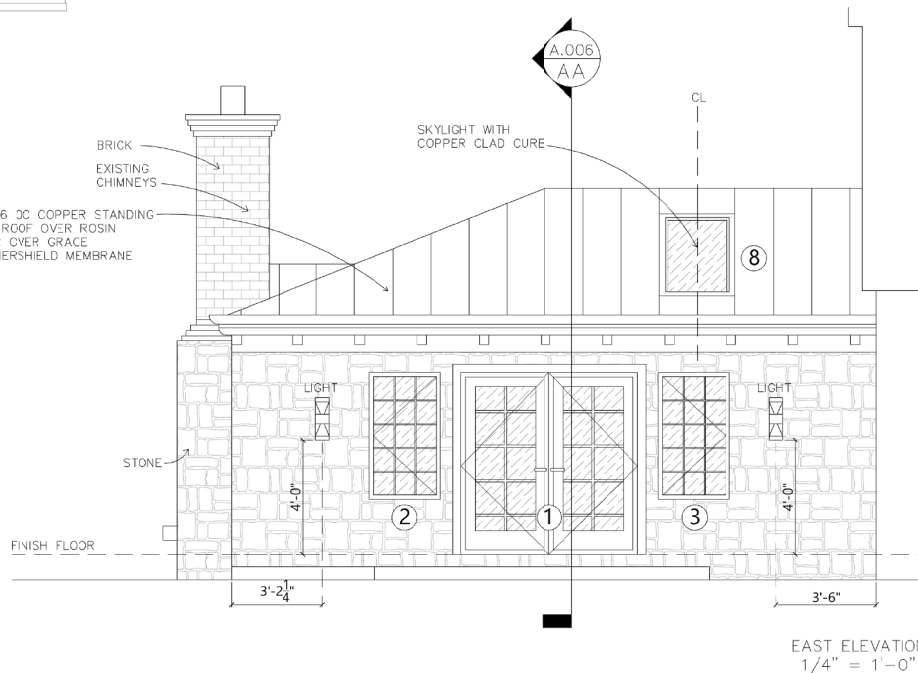 A.006
AA
CL
SKYLIGHT WITH
COPPER CLAD CURE
BRICK
EXISTING
CHIMNEYS
6 OC COPPER STANDING
ROOF OVER ROSIN
OVER GRACE
MEMBRANE
8
LIGHT
LIGHT
STONE
4'-0"
4'-0"
2
1
3
FINISH FLOOR
3'-2 1/4"
3'-6"
EAST ELEVATION
1/4" = 1'-0"